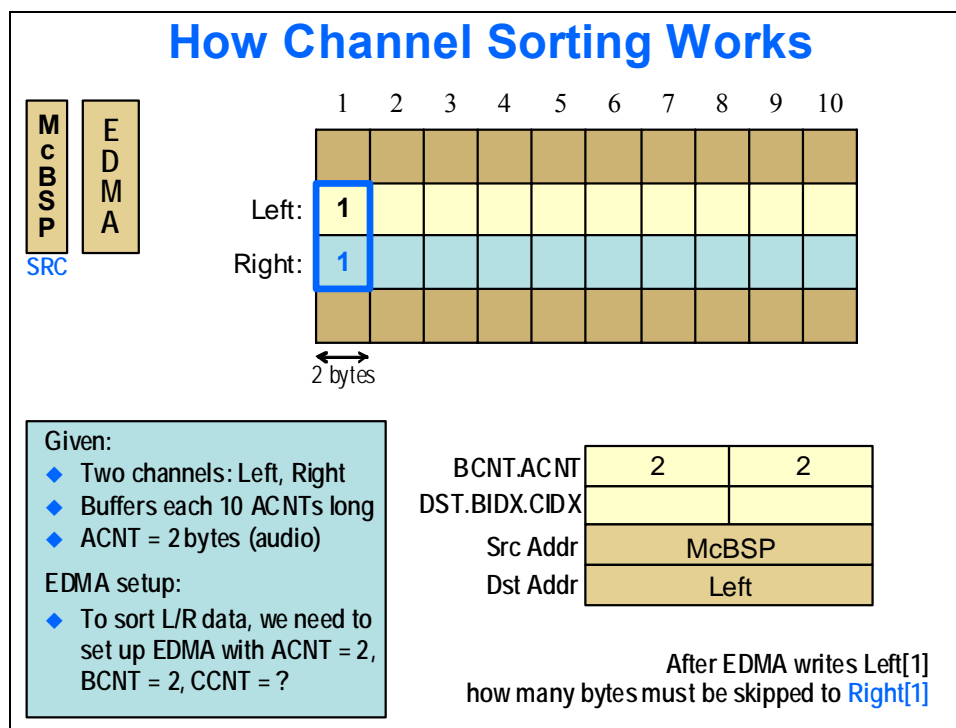 How Channel Sorting Works
McBSP
EDMA
SRC
1 2 3 4 5 6 7 8 9 10
Left: 1
Right: 1
2 bytes
Given:
◆ Two channels: Left, Right
◆ Buffers each 10 ACNTs long
◆ ACNT = 2 bytes (audio)
EDMA setup:
◆ To sort L/R data, we need to
set up EDMA with ACNT = 2,
BCNT = 2, CCNT = ?
BCNT.ACNT 2 2
DST.BIDX.CIDX
Src Addr McBSP
Dst Addr Left
After EDMA writes Left[1]
how many bytes must be skipped to Right[1]